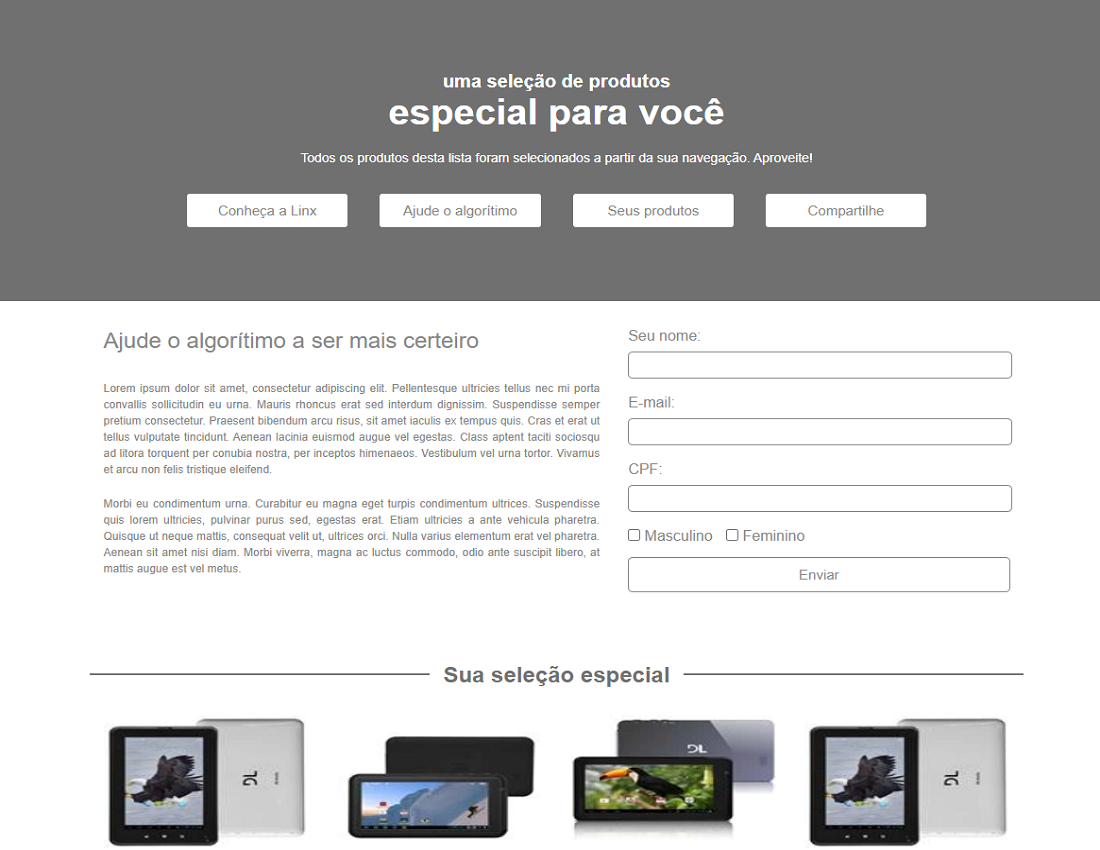 uma seleção de produtos
especial para você
Todos os produtos desta lista foram selecionados a partir da sua navegação. Aproveite!
Conheça a Linx
Ajude o algorítimo
Seus produtos
Compartilhe
Ajude o algorítimo a ser mais certeiro
Lorem ipsum dolor sit amet, consectetur adipiscing elit. Pellentesque ultricies tellus nec mi porta
convallis sollicitudin eu urna. Mauris rhoncus erat sed interdum dignissim. Suspendisse semper
pretium consectetur. Praesent bibendum arcu risus, sit amet iaculis ex tempus quis. Cras et erat ut
tellus vulputate tincidunt. Aenean lacinia euismod augue vel egestas. Class aptent taciti sociosqu
ad litora torquent per conubia nostra, per inceptos himenaeos. Vestibulum vel urna tortor. Vivamus
et arcu non felis tristique eleifend.
Morbi eu condimentum urna. Curabitur eu magna eget turpis condimentum ultrices. Suspendisse
quis lorem ultricies, pulvinar purus sed, egestas erat. Etiam ultricies a ante vehicula pharetra.
Quisque ut neque mattis, consequat velit ut, ultrices orci. Nulla varius elementum erat vel pharetra.
Aenean sit amet nisi diam. Morbi viverra, magna ac luctus commodo, odio ante suscipit libero, at
mattis augue est vel metus.
Seu nome:
E-mail:
CPF:
Masculino
Feminino
Enviar
Sua seleção especial
DL
DL
DL